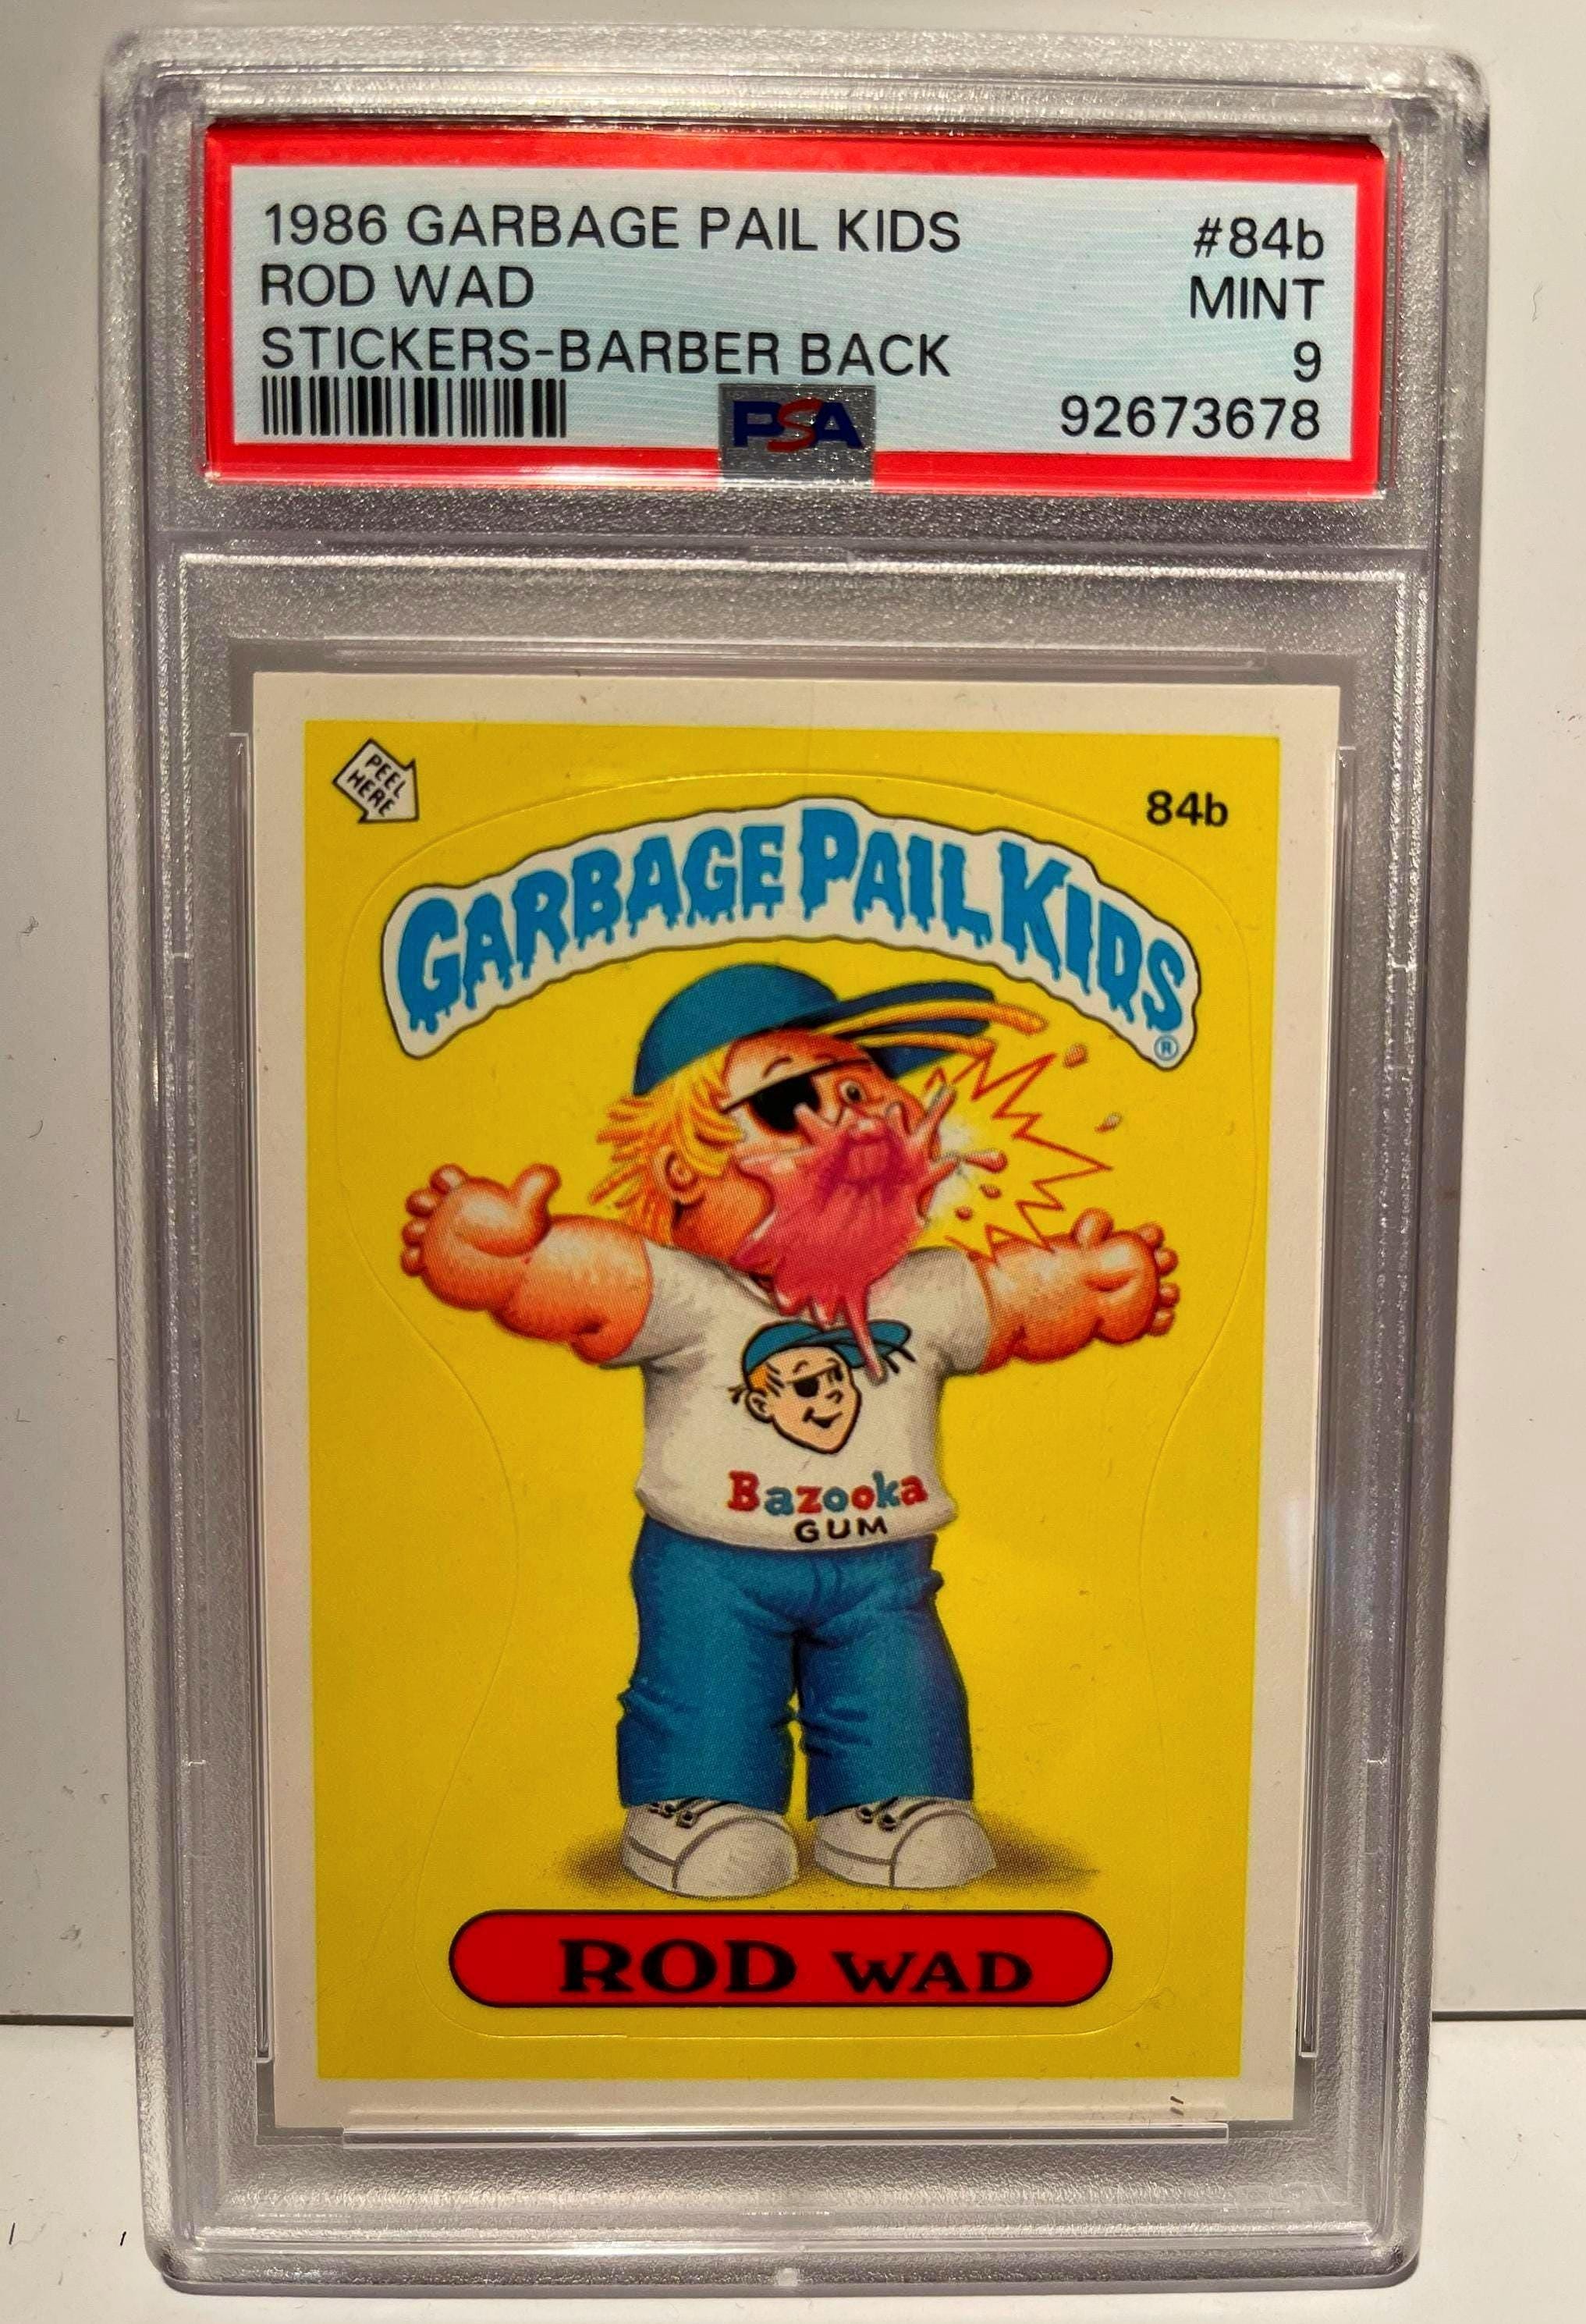 1986 GARBAGE PAIL KIDS #84b
ROD WAD MINT
STICKERS-BARBER BACK 9
PSA 92673678
PEEL
HERE
84b
GARBAGE PAIL KIDS
®
Bazooka
GUM
ROD WAD